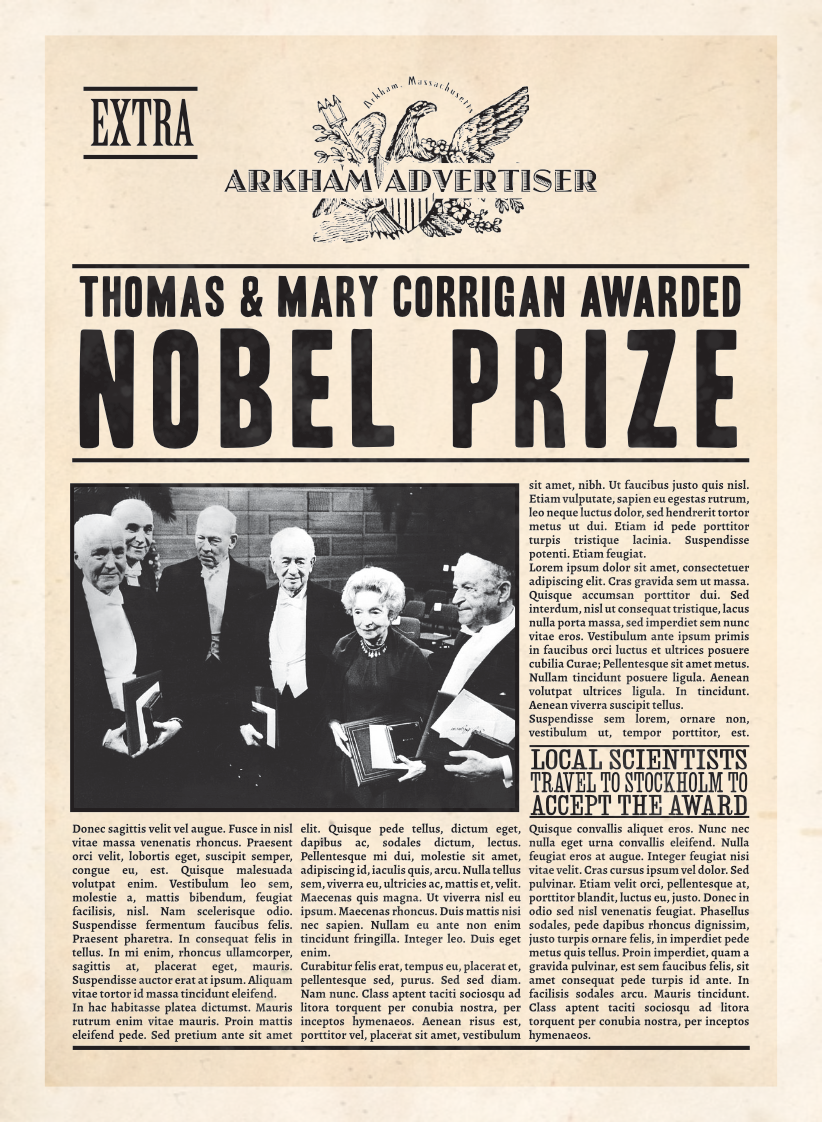 EXTRA
Arkham, Massachusetts
ARKHAM ADVERTISER
THOMAS & MARY CORRIGAN AWARDED
NOBEL PRIZE
Donec sagittis velit vel augue. Fusce in nisl
vitae massa venenatis rhoncus. Praesent
orci velit, lobortis eget, suscipit semper,
congue eu, est. Quisque malesuada
volutpat enim. Vestibulum leo sem,
molestie a, mattis bibendum, feugiat
facilisis, nisl. Nam scelerisque odio.
Suspendisse fermentum faucibus felis.
Praesent pharetra. In consequat felis in
tellus. In mi enim, rhoncus ullamcorper,
sagittis at, placerat eget, mauris.
Suspendisse auctor erat at ipsum. Aliquam
vitae tortor id massa tincidunt eleifend.
In hac habitasse platea dictumst. Mauris
rutrum enim vitae mauris. Proin mattis
eleifend pede. Sed pretium ante sit amet
elit. Quisque pede tellus, dictum eget,
dapibus ac, sodales dictum, lectus.
Pellentesque mi dui, molestie sit amet,
adipiscing id, iaculis quis, arcu. Nulla tellus
sem, viverra eu, ultricies ac, mattis et, velit.
Maecenas quis magna. Ut viverra nisl eu
ipsum. Maecenas rhoncus. Duis mattis nisi
nec sapien. Nullam eu ante non enim
tincidunt fringilla. Integer leo. Duis eget
enim.
Curabitur felis erat, tempus eu, placerat et,
pellentesque sed, purus. Sed sed diam.
Nam nunc. Class aptent taciti sociosqu ad
litora torquent per conubia nostra, per
inceptos hymenaeos. Aenean risus est,
porttitor vel, placerat sit amet, vestibulum
sit amet, nibh. Ut faucibus justo quis nisl.
Etiam vulputate, sapien eu egestas rutrum,
leo neque luctus dolor, sed hendrerit tortor
metus ut dui. Etiam id pede porttitor
turpis tristique lacinia. Suspendisse
potenti. Etiam feugiat.
Lorem ipsum dolor sit amet, consectetuer
adipiscing elit. Cras gravida sem ut massa.
Quisque accumsan porttitor dui. Sed
interdum, nisl ut consequat tristique, lacus
nulla porta massa, sed imperdiet sem nunc
vitae eros. Vestibulum ante ipsum primis
in faucibus orci luctus et ultrices posuere
cubilia Curae; Pellentesque sit amet metus.
Nullam tincidunt posuere ligula. Aenean
volutpat ultrices ligula. In tincidunt.
Aenean viverra suscipit tellus.
Suspendisse sem lorem, ornare non,
vestibulum ut, tempor porttitor, est.
LOCAL SCIENTISTS
TRAVEL TO STOCKHOLM TO
ACCEPT THE AWARD
Quisque convallis aliquet eros. Nunc nec
nulla eget urna convallis eleifend. Nulla
feugiat eros at augue. Integer feugiat nisi
vitae velit. Cras cursus ipsum vel dolor. Sed
pulvinar. Etiam velit orci, pellentesque at,
porttitor blandit, luctus eu, justo. Donec in
odio sed nisl venenatis feugiat. Phasellus
sodales, pede dapibus rhoncus dignissim,
justo turpis ornare felis, in imperdiet pede
metus quis tellus. Proin imperdiet, quam a
gravida pulvinar, est sem faucibus felis, sit
amet consequat pede turpis id ante. In
facilisis sodales arcu. Mauris tincidunt.
Class aptent taciti sociosqu ad litora
torquent per conubia nostra, per inceptos
hymenaeos.